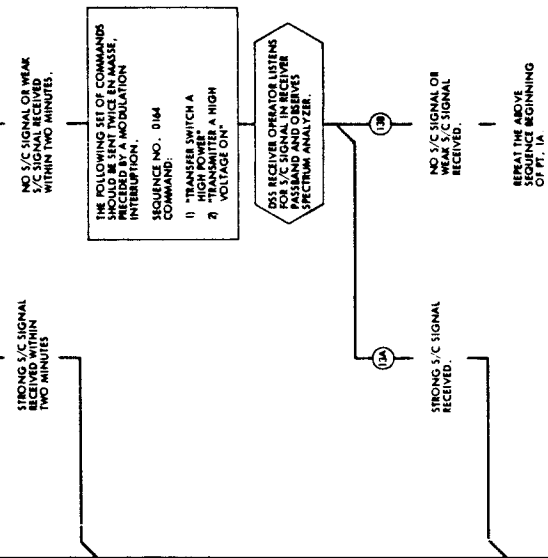 NO S/C SIGNAL OR WEAK
S/C SIGNAL RECEIVED
WITHIN TWO MINUTES.
STRONG S/C SIGNAL
RECEIVED WITHIN
TWO MINUTES
THE FOLLOWING SET OF COMMANDS
SHOULD BE SENT TWICE EN MASSE,
PRECEDED BY A MODULATION
INTERRUPTION.
SEQUENCE NO. 0164
COMMAND:
1) "TRANSFER SWITCH A
HIGH POWER"
2) "TRANSMITTER A HIGH
VOLTAGE ON"
DSS RECEIVER OPERATOR LISTENS
FOR S/C SIGNAL IN RECEIVER
PASSBAND AND OBSERVES
SPECTRUM ANALYZER.
13A
13B
STRONG S/C SIGNAL
RECEIVED.
NO S/C SIGNAL OR
WEAK S/C SIGNAL
RECEIVED.
REPEAT THE ABOVE
SEQUENCE BEGINNING
OF PT. 1A